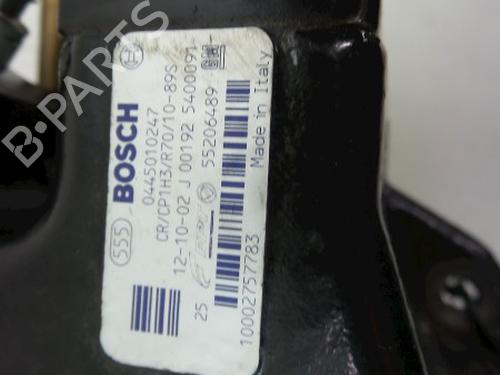 555 BOSCH
0445010247
CR/CP1H3/R70/10-89S
12-10-02 J 00192 5400091
25 55206489 GM
Made in Italy
10002757783
B-PARTS